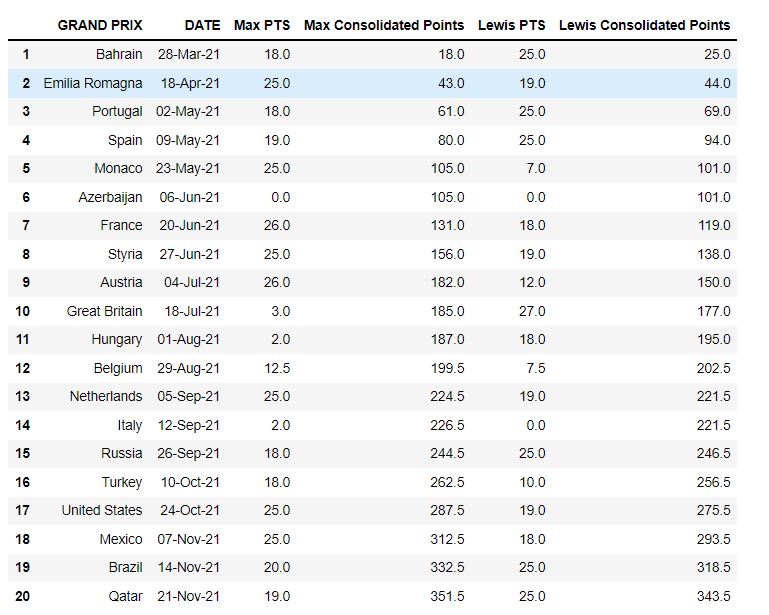 GRAND PRIX DATE Max PTS Max Consolidated Points Lewis PTS Lewis Consolidated Points
1 Bahrain 28-Mar-21 18.0 18.0 25.0 25.0
2 Emilia Romagna 18-Apr-21 25.0 43.0 19.0 44.0
3 Portugal 02-May-21 18.0 61.0 25.0 69.0
4 Spain 09-May-21 19.0 80.0 25.0 94.0
5 Monaco 23-May-21 25.0 105.0 7.0 101.0
6 Azerbaijan 06-Jun-21 0.0 105.0 0.0 101.0
7 France 20-Jun-21 26.0 131.0 18.0 119.0
8 Styria 27-Jun-21 25.0 156.0 19.0 138.0
9 Austria 04-Jul-21 26.0 182.0 12.0 150.0
10 Great Britain 18-Jul-21 3.0 185.0 27.0 177.0
11 Hungary 01-Aug-21 2.0 187.0 18.0 195.0
12 Belgium 29-Aug-21 12.5 199.5 7.5 202.5
13 Netherlands 05-Sep-21 25.0 224.5 19.0 221.5
14 Italy 12-Sep-21 2.0 226.5 0.0 221.5
15 Russia 26-Sep-21 18.0 244.5 25.0 246.5
16 Turkey 10-Oct-21 18.0 262.5 10.0 256.5
17 United States 24-Oct-21 25.0 287.5 19.0 275.5
18 Mexico 07-Nov-21 25.0 312.5 18.0 293.5
19 Brazil 14-Nov-21 20.0 332.5 25.0 318.5
20 Qatar 21-Nov-21 19.0 351.5 25.0 343.5